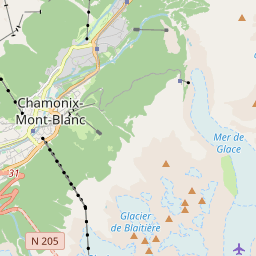 Chamonix-
Mont-Blanc
Mer de
Glace
31
Glacier
de Blaitière
N 205